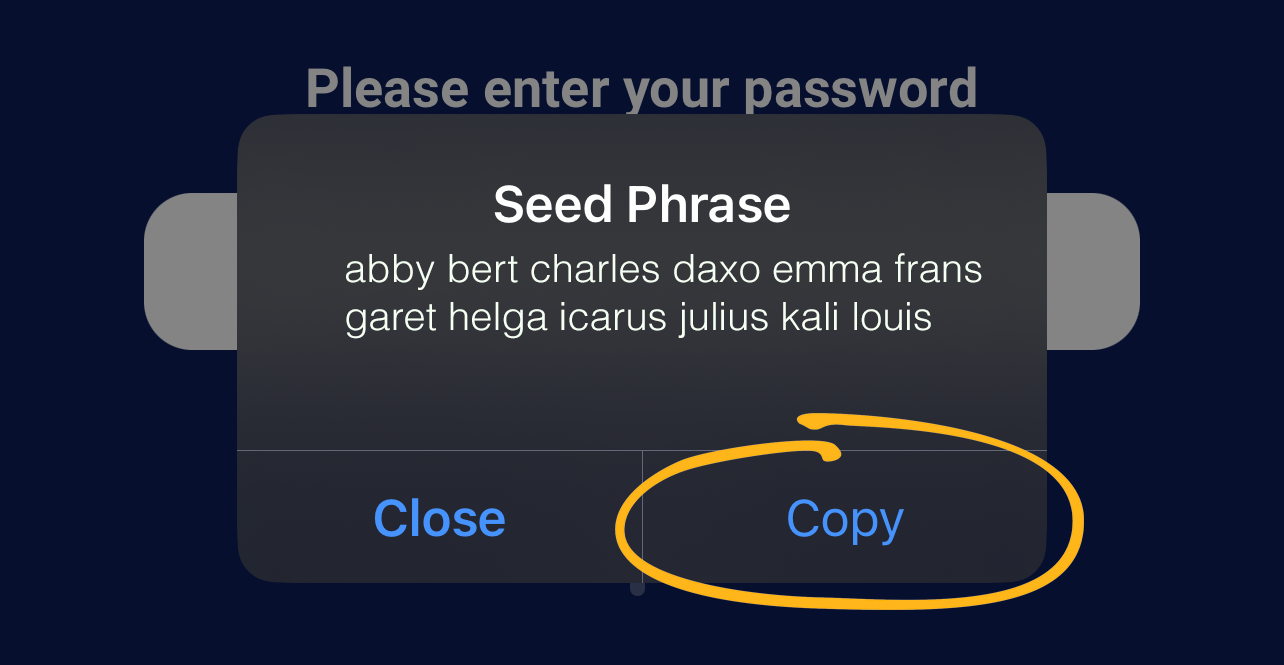 Please enter your password
Seed Phrase
abby bert charles daxo emma frans
garet helga icarus julius kali louis
Close
Copy